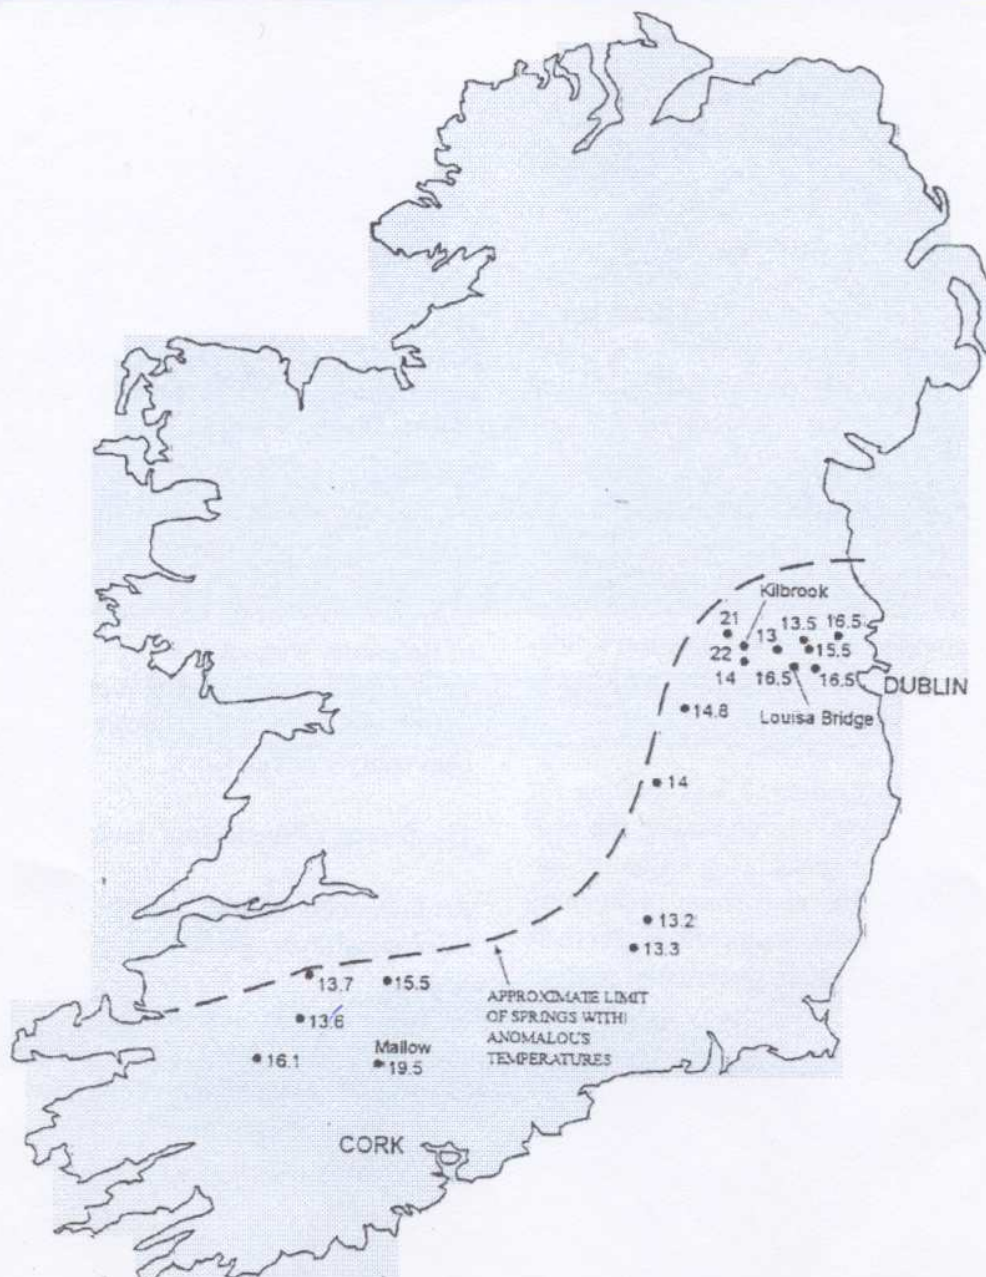 Kilbrook
21
13
13.5
16.5
22
15.5
14
16.5
16.5
DUBLIN
Louisa Bridge
14.8
14
13.2
13.3
13.7
15.5
APPROXIMATE LIMIT
OF SPRINGS WITH
ANOMALOUS
TEMPERATURES
13.6
Mallow
16.1
19.5
CORK